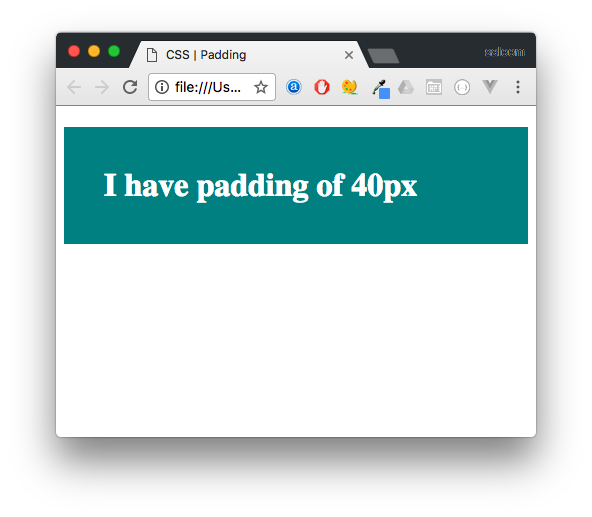 CSS | Padding
file:///Us...
I have padding of 40px